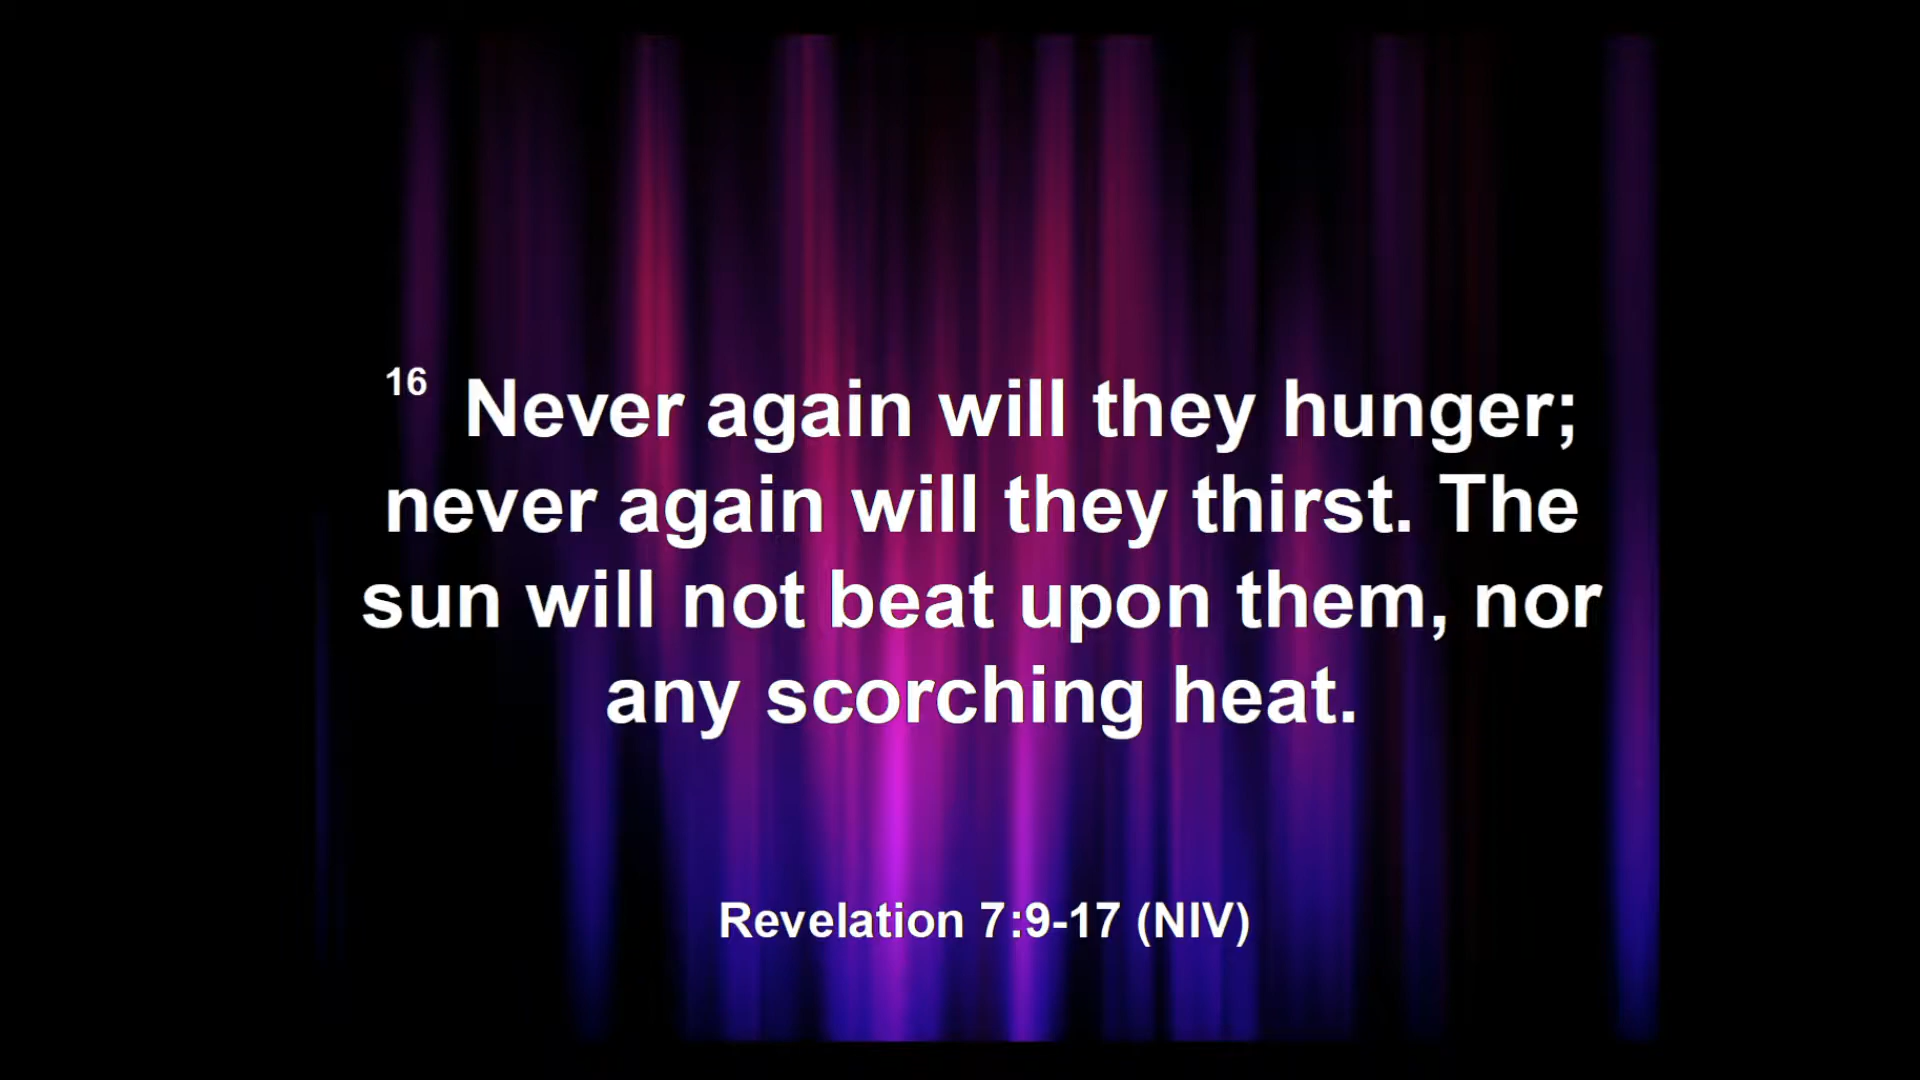 16 Never again will they hunger;
never again will they thirst. The
sun will not beat upon them, nor
any scorching heat.
Revelation 7:9-17 (NIV)